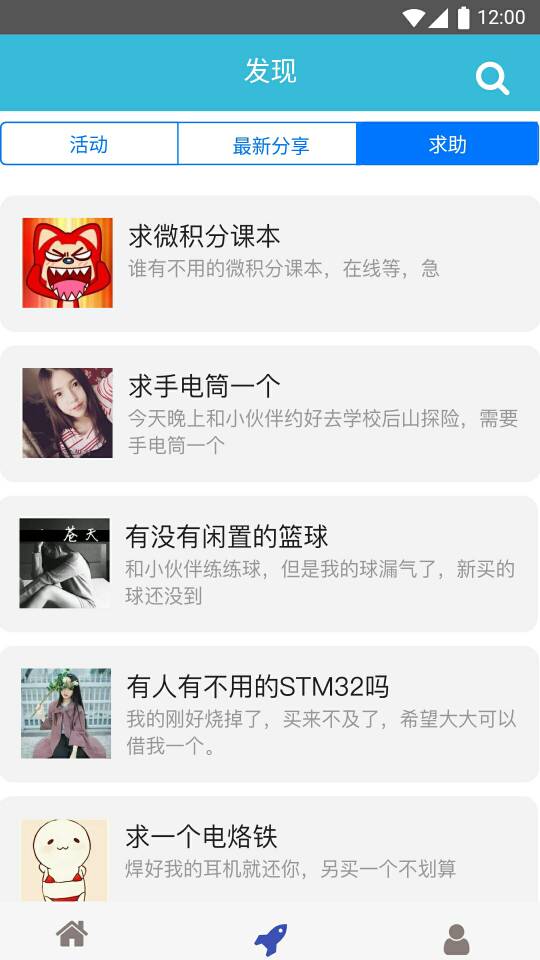 12:00
发现
活动
最新分享
求助
求微积分课本
谁有不用的微积分课本，在线等，急
求手电筒一个
今天晚上和小伙伴约好去学校后山探险，需要
手电筒一个
苍天
有没有闲置的篮球
和小伙伴练练球，但是我的球漏气了，新买的
球还没到
有人有不用的STM32吗
我的刚好烧掉了，买来不及了，希望大大可以
借我一个。
求一个电烙铁
焊好我的耳机就还你，另买一个不划算